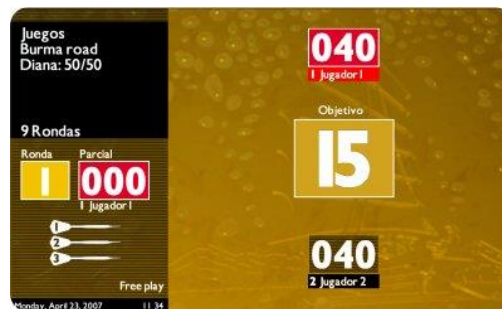 Juegos
Burma road
Diana: 50/50
9 Rondas
Ronda
1
Parcial
000
1 Jugador 1
1
2
3
Free play
Monday, April 23, 2007 11 34
040
1 Jugador 1
Objetivo
15
040
2 Jugador 2